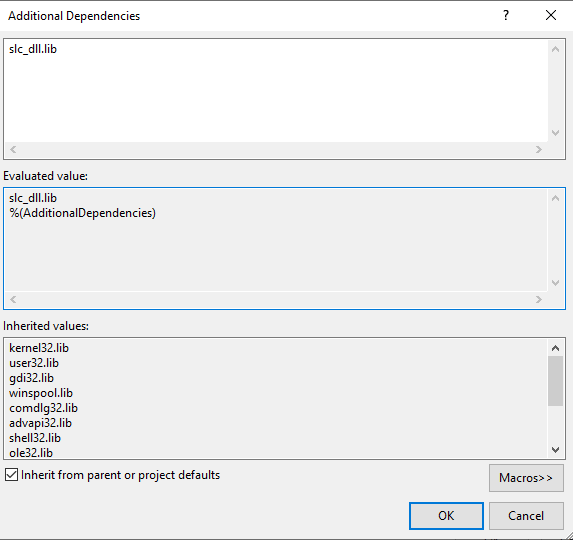 Additional Dependencies
?
slc_dll.lib
Evaluated value:
slc_dll.lib
%(AdditionalDependencies)
Inherited values:
kernel32.lib
user32.lib
gdi32.lib
winspool.lib
comdlg32.lib
advapi32.lib
shell32.lib
ole32.lib
Inherit from parent or project defaults
Macros>>
OK
Cancel